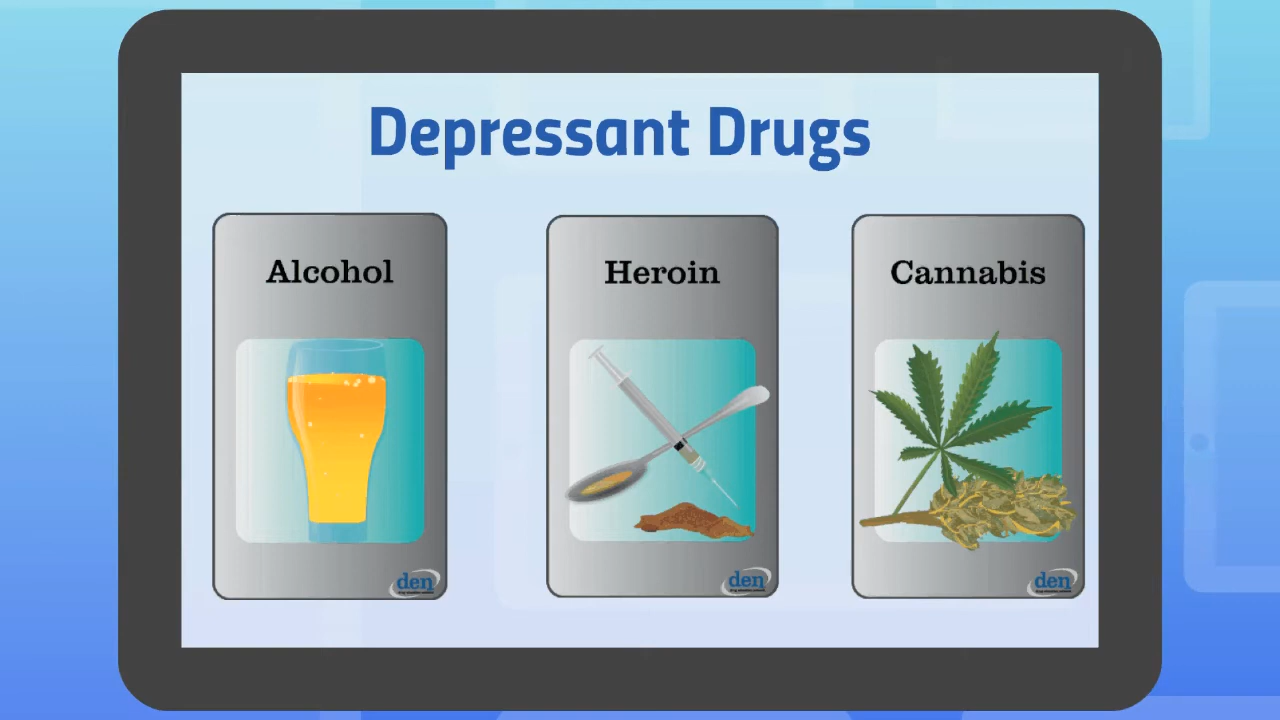 Depressant Drugs
Alcohol
Heroin
Cannabis
den
den
den